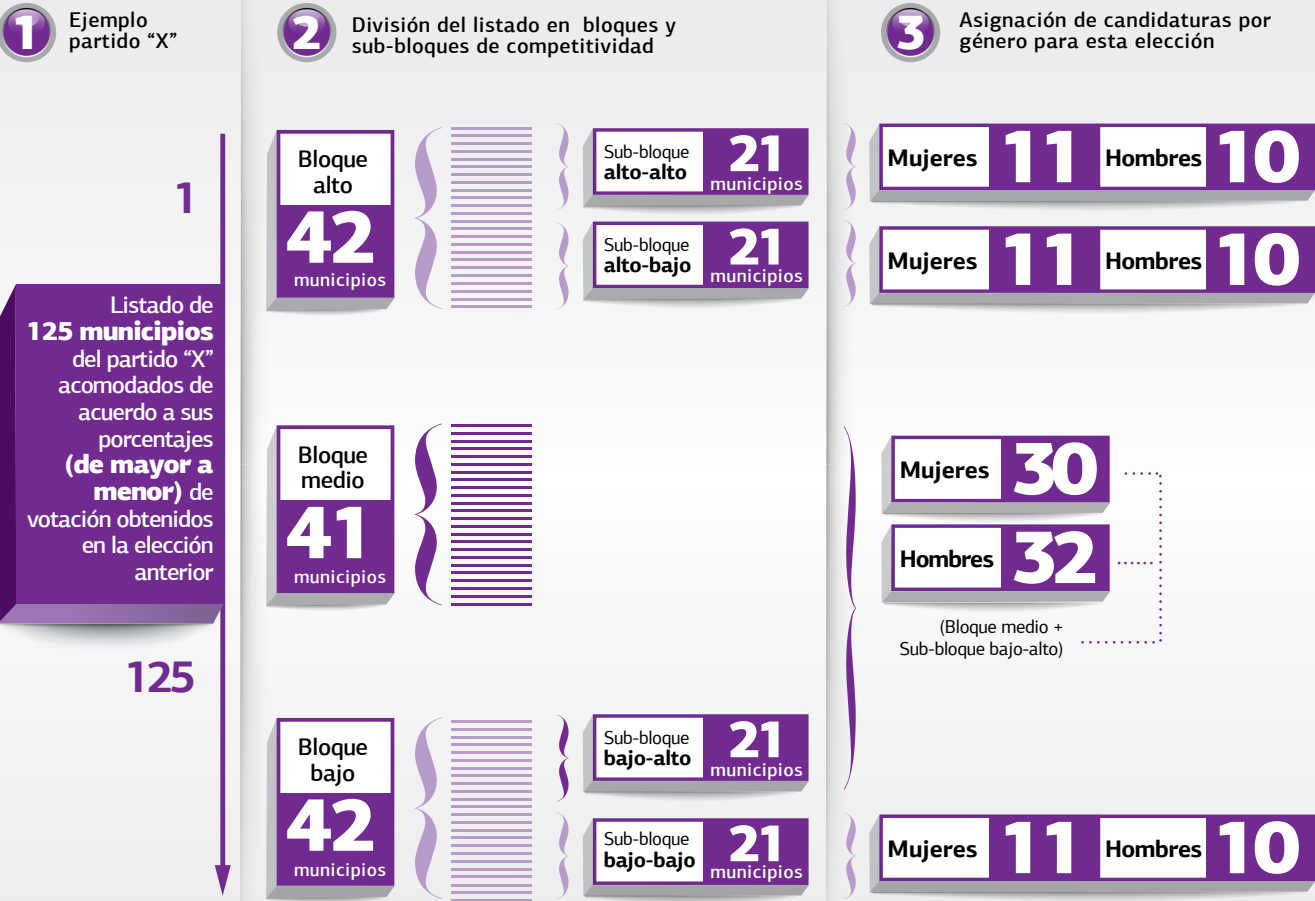 1
Ejemplo
partido “X”
1
Listado de
125 municipios
del partido “X”
acomodados de
acuerdo a sus
porcentajes
(de mayor a
menor) de
votación obtenidos
en la elección
anterior
125
2
División del listado en bloques y
sub-bloques de competitividad
Bloque
alto
42
municipios
Sub-bloque
alto-alto
21
municipios
Sub-bloque
alto-bajo
21
municipios
Bloque
medio
41
municipios
Bloque
bajo
42
municipios
Sub-bloque
bajo-alto
21
municipios
Sub-bloque
bajo-bajo
21
municipios
3
Asignación de candidaturas por
género para esta elección
Mujeres 11 Hombres 10
Mujeres 11 Hombres 10
Mujeres 30
Hombres 32
(Bloque medio +
Sub-bloque bajo-alto)
Mujeres 11 Hombres 10